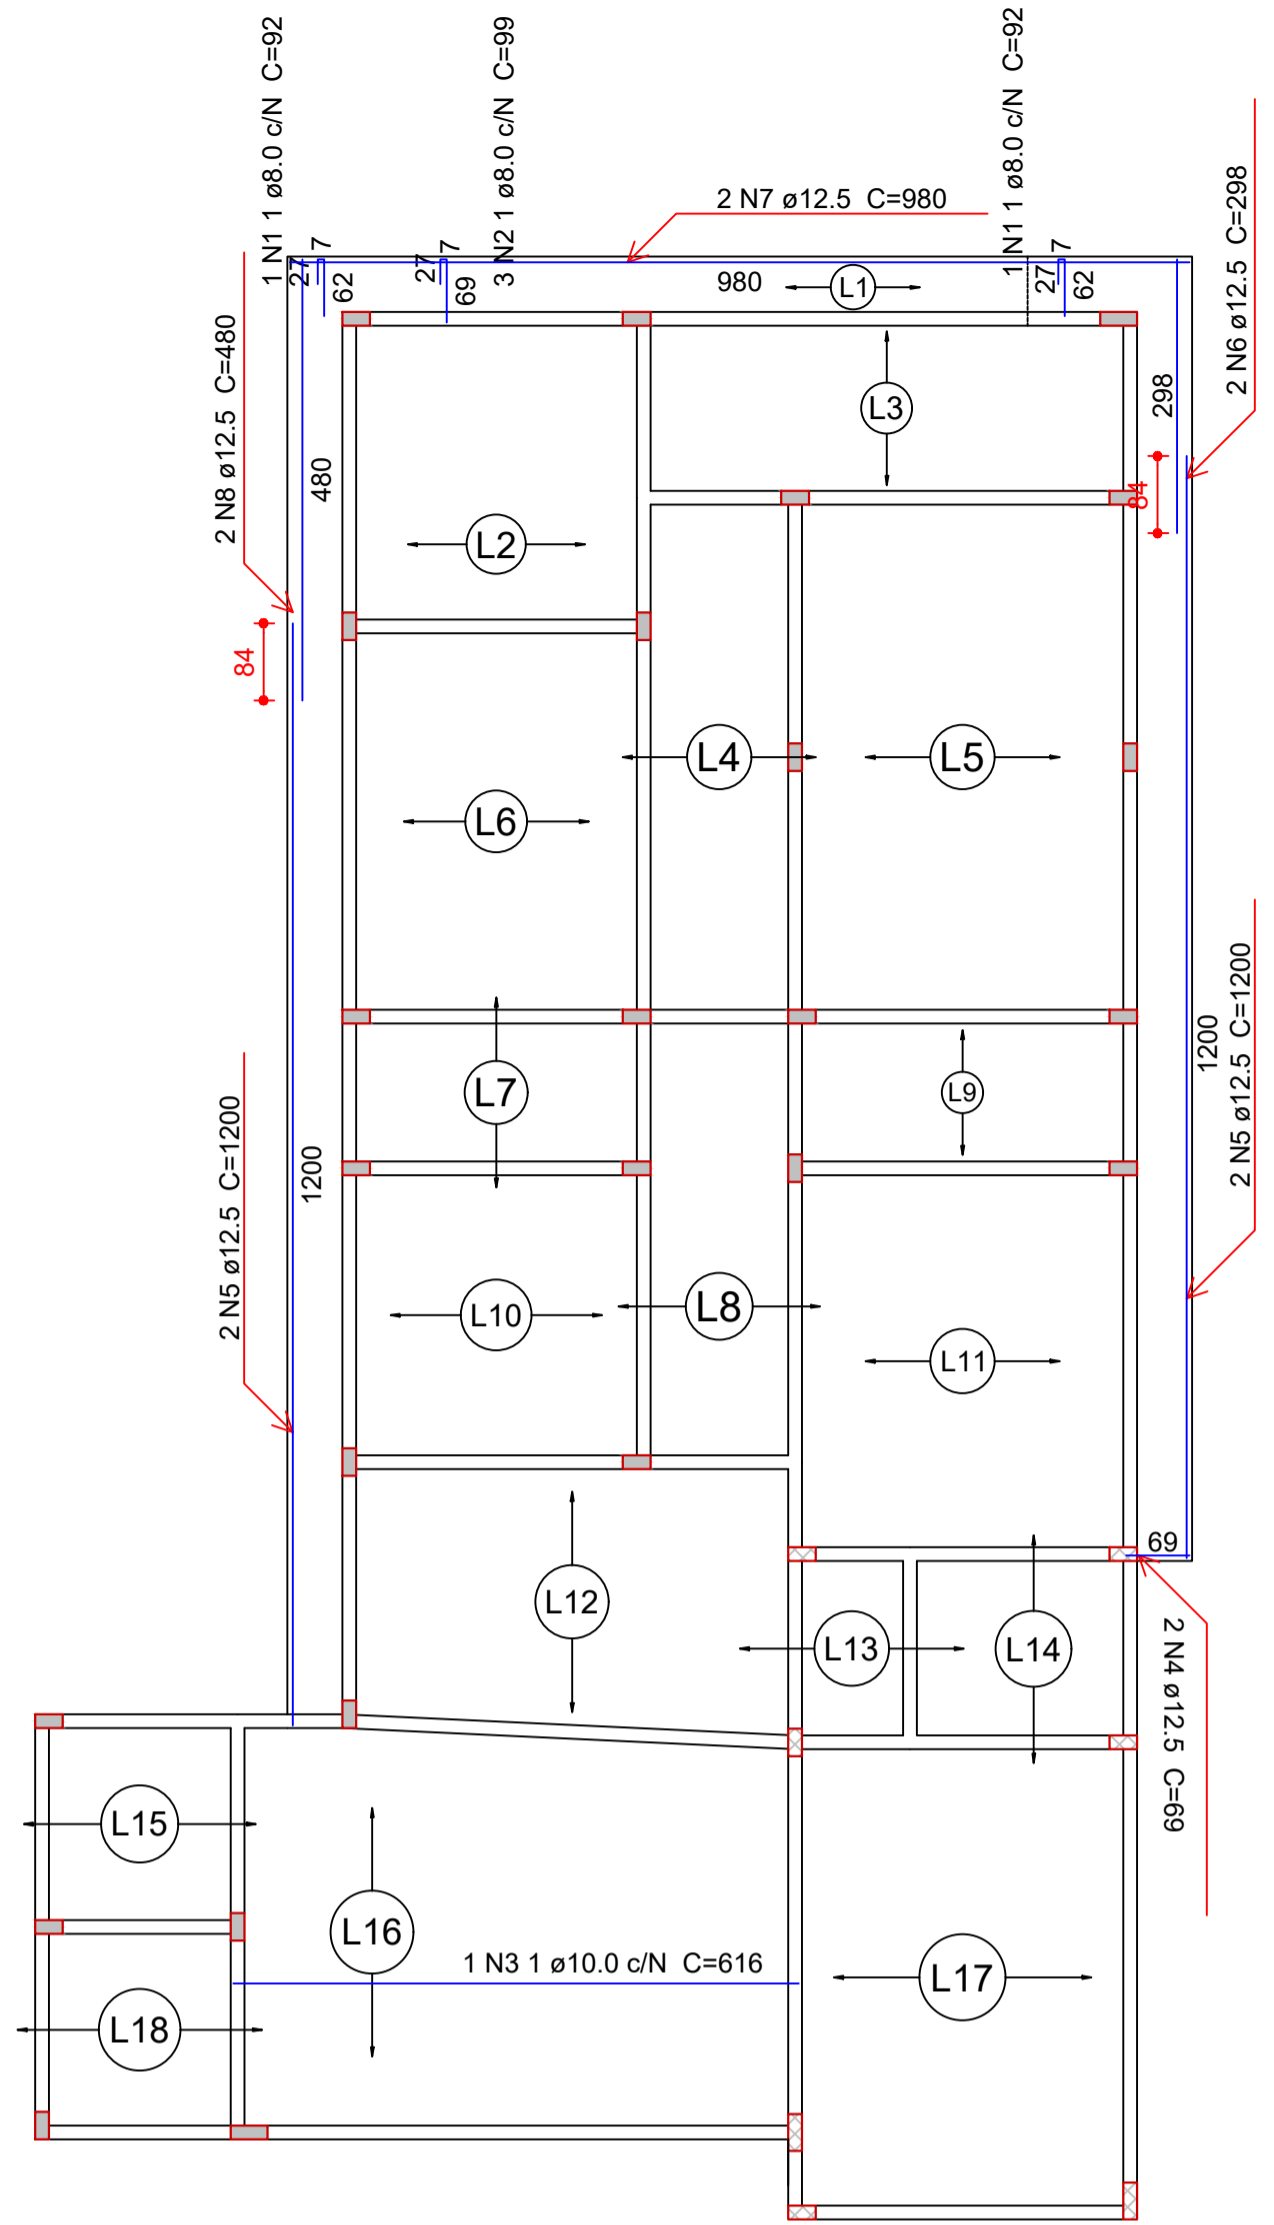 1 N1 1 ø8.0 c/N  C=92
3 N2 1 ø8.0 c/N  C=99
1 N1 1 ø8.0 c/N  C=92
2 N7 ø12.5  C=980
27
7
62
27
7
69
980
L1
27
7
62
2 N6 ø12.5  C=298
2 N8 ø12.5  C=480
480
298
84
L3
L2
84
L4
L5
L6
1200
2 N5 ø12.5  C=1200
L7
L9
2 N5 ø12.5  C=1200
1200
L10
L8
L11
69
L12
L13
L14
2 N4 ø12.5  C=69
L15
L16
1 N3 1 ø10.0 c/N  C=616
L17
L18